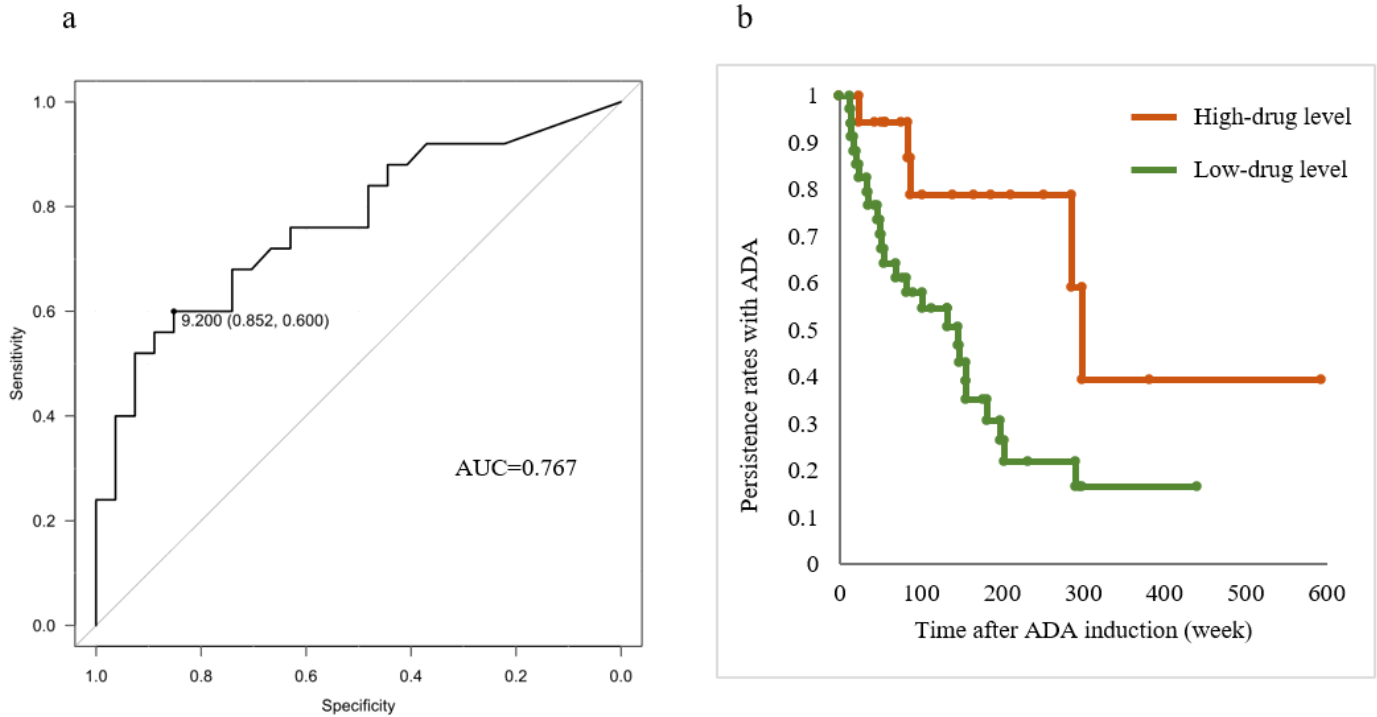 a
1.0
0.8
0.6
0.4
0.2
0.0
Sensitivity
9.200 (0.852, 0.600)
AUC=0.767
1.0 0.8 0.6 0.4 0.2 0.0
Specificity
b
1
0.9
0.8
0.7
0.6
0.5
0.4
0.3
0.2
0.1
0
Persistence rates with ADA
High-drug level
Low-drug level
0 100 200 300 400 500 600
Time after ADA induction (week)